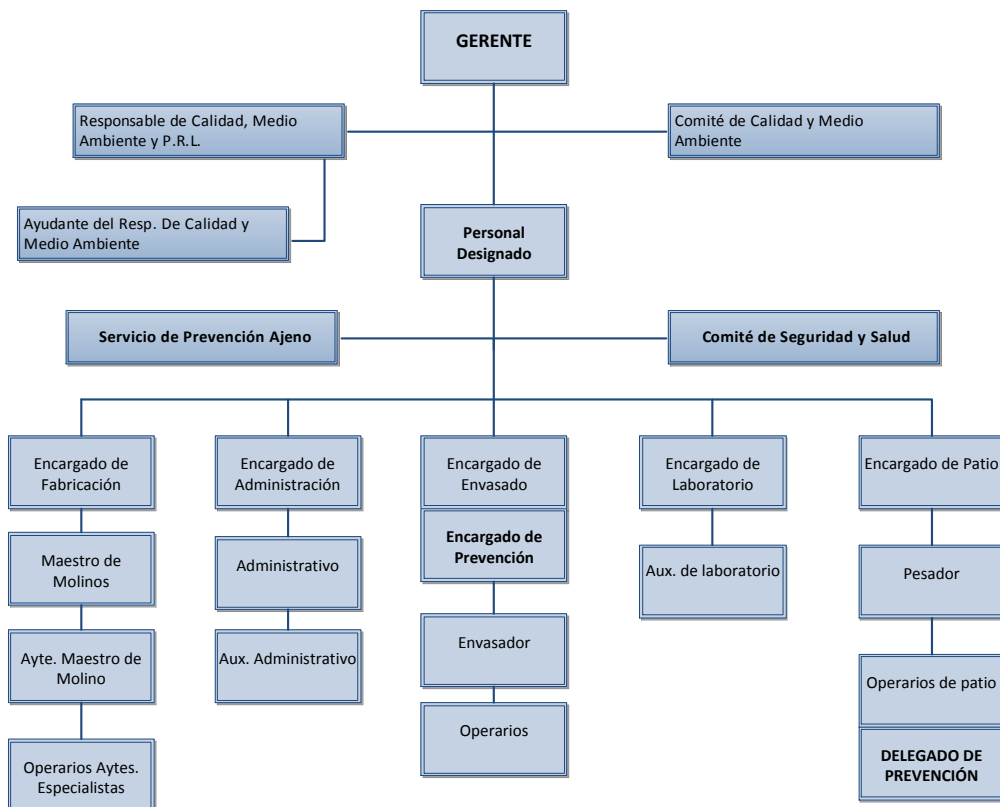 GERENTE
Responsable de Calidad, Medio
Ambiente y P.R.L.
Comité de Calidad y Medio
Ambiente
Ayudante del Resp. De Calidad y
Medio Ambiente
Personal
Designado
Servicio de Prevención Ajeno
Comité de Seguridad y Salud
Encargado de
Fabricación
Encargado de
Administración
Encargado de
Envasado
Encargado de
Laboratorio
Encargado de Patio
Encargado de
Prevención
Maestro de
Molinos
Administrativo
Aux. de laboratorio
Pesador
Ayte. Maestro de
Molino
Aux. Administrativo
Envasador
Operarios de patio
Operarios
Operarios Aytes.
Especialistas
DELEGADO DE
PREVENCIÓN